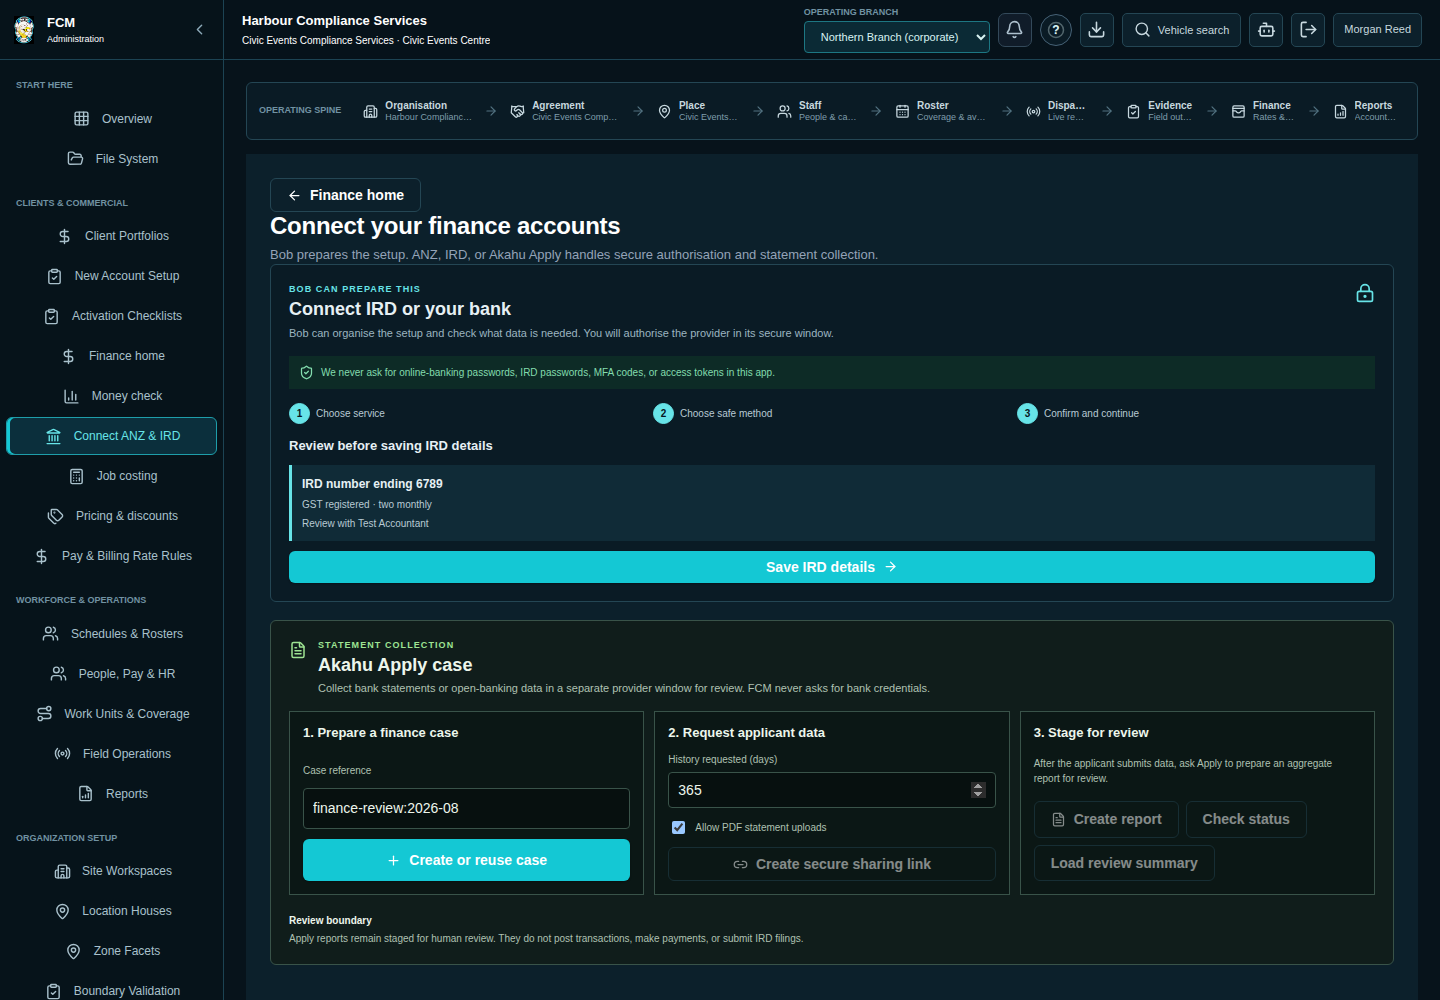 FCM
Administration
Harbour Compliance Services
Civic Events Compliance Services · Civic Events Centre
OPERATING BRANCH
Northern Branch (corporate)
?
Vehicle search
Morgan Reed
START HERE
Overview
File System
CLIENTS & COMMERCIAL
Client Portfolios
New Account Setup
Activation Checklists
Finance home
Money check
Connect ANZ & IRD
Job costing
Pricing & discounts
Pay & Billing Rate Rules
WORKFORCE & OPERATIONS
Schedules & Rosters
People, Pay & HR
Work Units & Coverage
Field Operations
Reports
ORGANIZATION SETUP
Site Workspaces
Location Houses
Zone Facets
Boundary Validation
OPERATING SPINE
Organisation
Harbour Complianc…
Agreement
Civic Events Comp…
Place
Civic Events…
Staff
People & ca…
Roster
Coverage & av…
Dispa…
Live re…
Evidence
Field out…
Finance
Rates &…
Reports
Account…
Finance home
Connect your finance accounts
Bob prepares the setup. ANZ, IRD, or Akahu Apply handles secure authorisation and statement collection.
BOB CAN PREPARE THIS
Connect IRD or your bank
Bob can organise the setup and check what data is needed. You will authorise the provider in its secure window.
We never ask for online-banking passwords, IRD passwords, MFA codes, or access tokens in this app.
1 Choose service
2 Choose safe method
3 Confirm and continue
Review before saving IRD details
IRD number ending 6789
GST registered · two monthly
Review with Test Accountant
Save IRD details
STATEMENT COLLECTION
Akahu Apply case
Collect bank statements or open-banking data in a separate provider window for review. FCM never asks for bank credentials.
1. Prepare a finance case
Case reference
finance-review:2026-08
Create or reuse case
2. Request applicant data
History requested (days)
365
Allow PDF statement uploads
Create secure sharing link
3. Stage for review
After the applicant submits data, ask Apply to prepare an aggregate
report for review.
Create report
Check status
Load review summary
Review boundary
Apply reports remain staged for human review. They do not post transactions, make payments, or submit IRD filings.